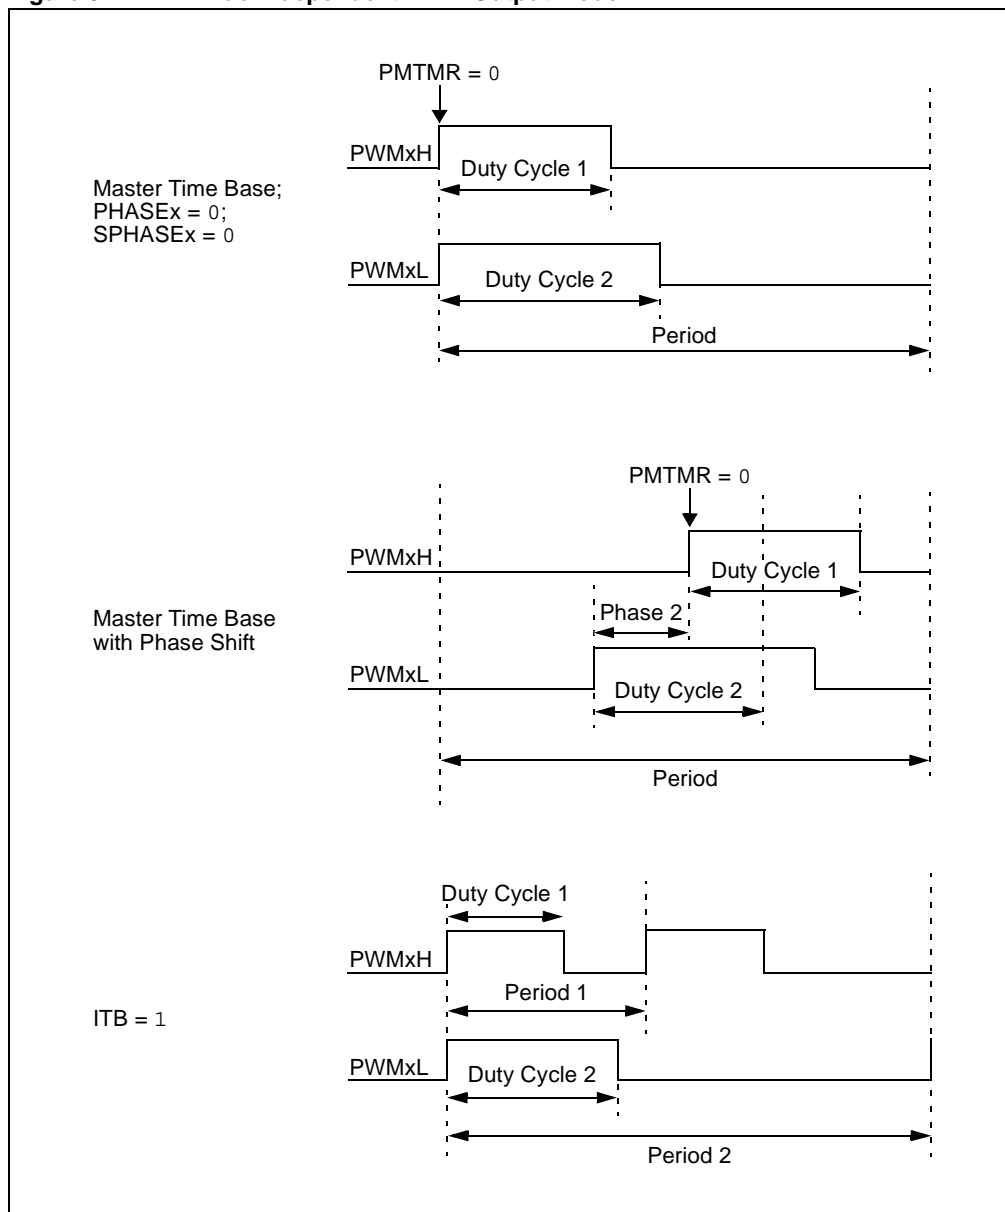 PMTMR = 0
PWMxH
Duty Cycle 1
Master Time Base;
PHASEx = 0;
SPHASEx = 0
PWMxL
Duty Cycle 2
Period
PMTMR = 0
PWMxH
Duty Cycle 1
Phase 2
Master Time Base
with Phase Shift
PWMxL
Duty Cycle 2
Period
Duty Cycle 1
PWMxH
Period 1
ITB = 1
PWMxL
Duty Cycle 2
Period 2